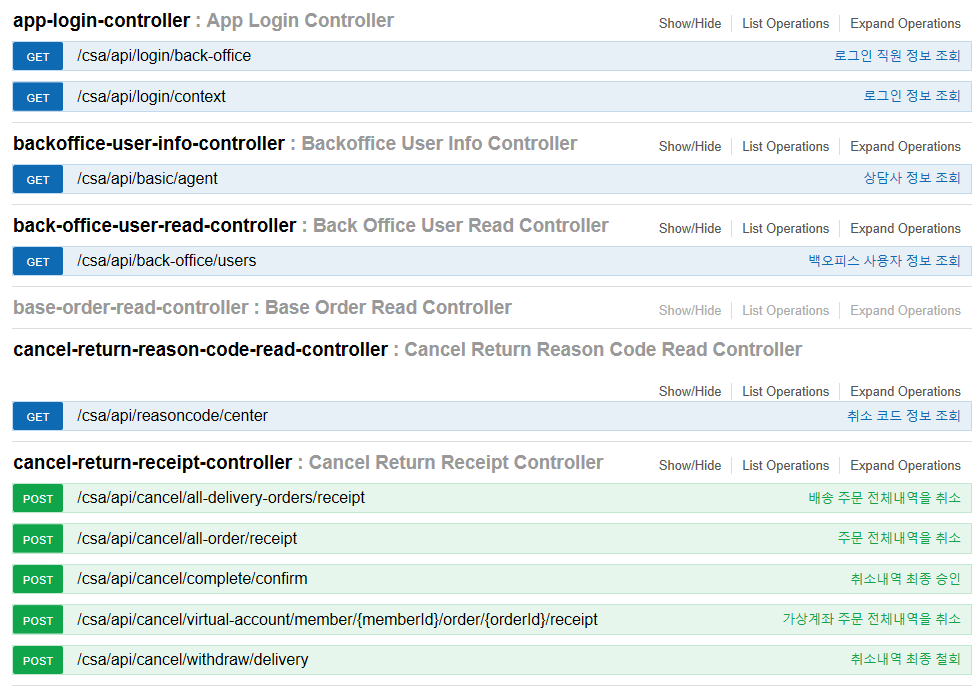 app-login-controller : App Login Controller Show/Hide List Operations Expand Operations
GET /csa/api/login/back-office 로그인 직원 정보 조회
GET /csa/api/login/context 로그인 정보 조회
backoffice-user-info-controller : Backoffice User Info Controller Show/Hide List Operations Expand Operations
GET /csa/api/basic/agent 상담사 정보 조회
back-office-user-read-controller : Back Office User Read Controller Show/Hide List Operations Expand Operations
GET /csa/api/back-office/users 백오피스 사용자 정보 조회
base-order-read-controller : Base Order Read Controller Show/Hide List Operations Expand Operations
cancel-return-reason-code-read-controller : Cancel Return Reason Code Read Controller
Show/Hide List Operations Expand Operations
GET /csa/api/reasoncode/center 취소 코드 정보 조회
cancel-return-receipt-controller : Cancel Return Receipt Controller Show/Hide List Operations Expand Operations
POST /csa/api/cancel/all-delivery-orders/receipt 배송 주문 전체내역을 취소
POST /csa/api/cancel/all-order/receipt 주문 전체내역을 취소
POST /csa/api/cancel/complete/confirm 취소내역 최종 승인
POST /csa/api/cancel/virtual-account/member/{memberId}/order/{orderId}/receipt 가상계좌 주문 전체내역을 취소
POST /csa/api/cancel/withdraw/delivery 취소내역 최종 철회